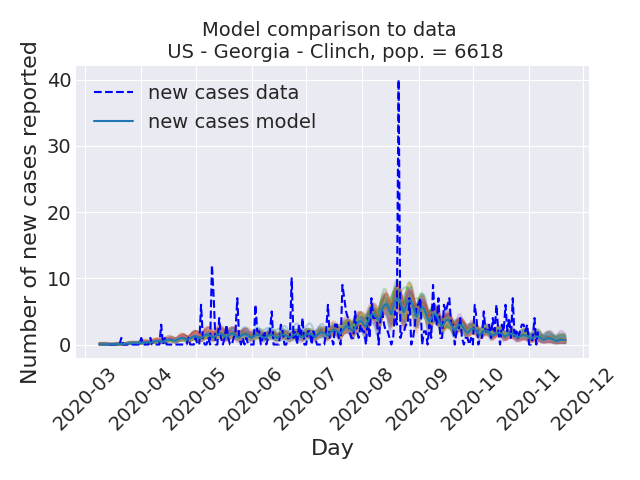 Model comparison to data
US - Georgia - Clinch, pop. = 6618
Number of new cases reported
40
30
20
10
0
new cases data
new cases model
2020-03
2020-04
2020-05
2020-06
2020-07
2020-08
2020-09
2020-10
2020-11
2020-12
Day